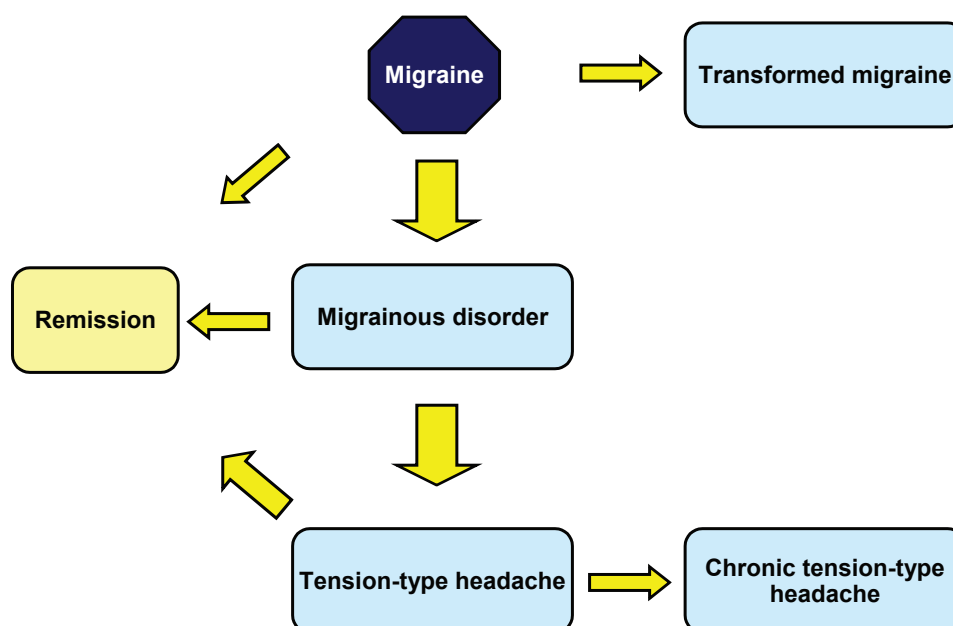 Migraine
Transformed migraine
Remission
Migrainous disorder
Tension-type headache
Chronic tension-type
headache